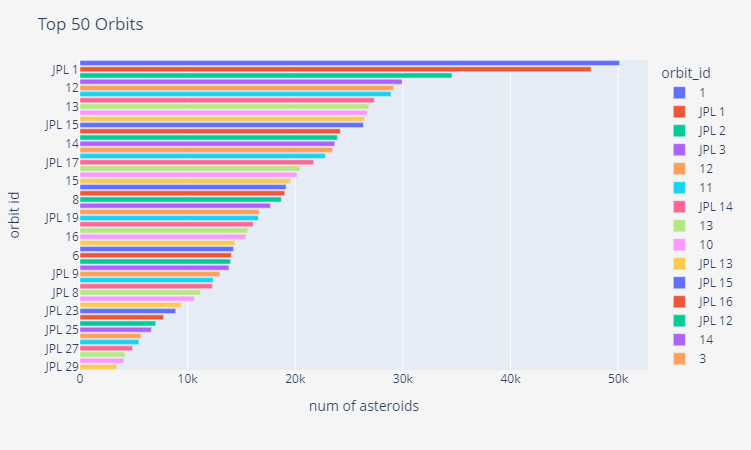 Top 50 Orbits
orbit id
JPL 1
12
13
JPL 15
14
JPL 17
15
8
JPL 19
16
6
JPL 9
JPL 8
JPL 23
JPL 25
JPL 27
JPL 29
0 10k 20k 30k 40k 50k
num of asteroids
orbit_id
1
JPL 1
JPL 2
JPL 3
12
11
JPL 14
13
10
JPL 13
JPL 15
JPL 16
JPL 12
14
3